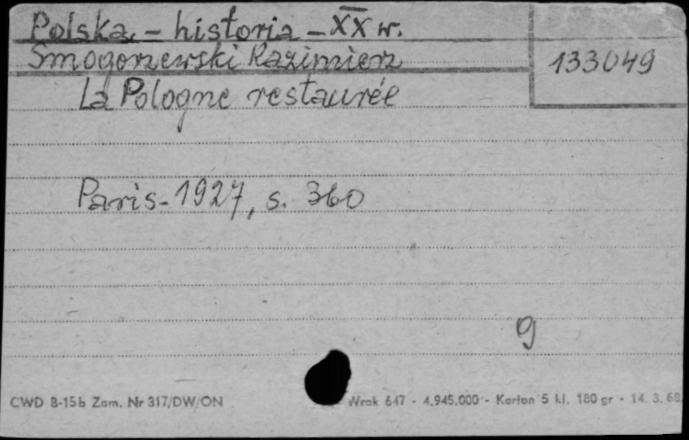 Polska - historia - XX w.
Smogorzewski Kazimierz
133049
La Pologne restaurée
Paris - 1927, s. 360
g
CWD B-15b Zam. Nr 317/DW/ON
Wrak 647 - 4.945.000 - Karton 5 kl. 180 gr - 14. 3. 68